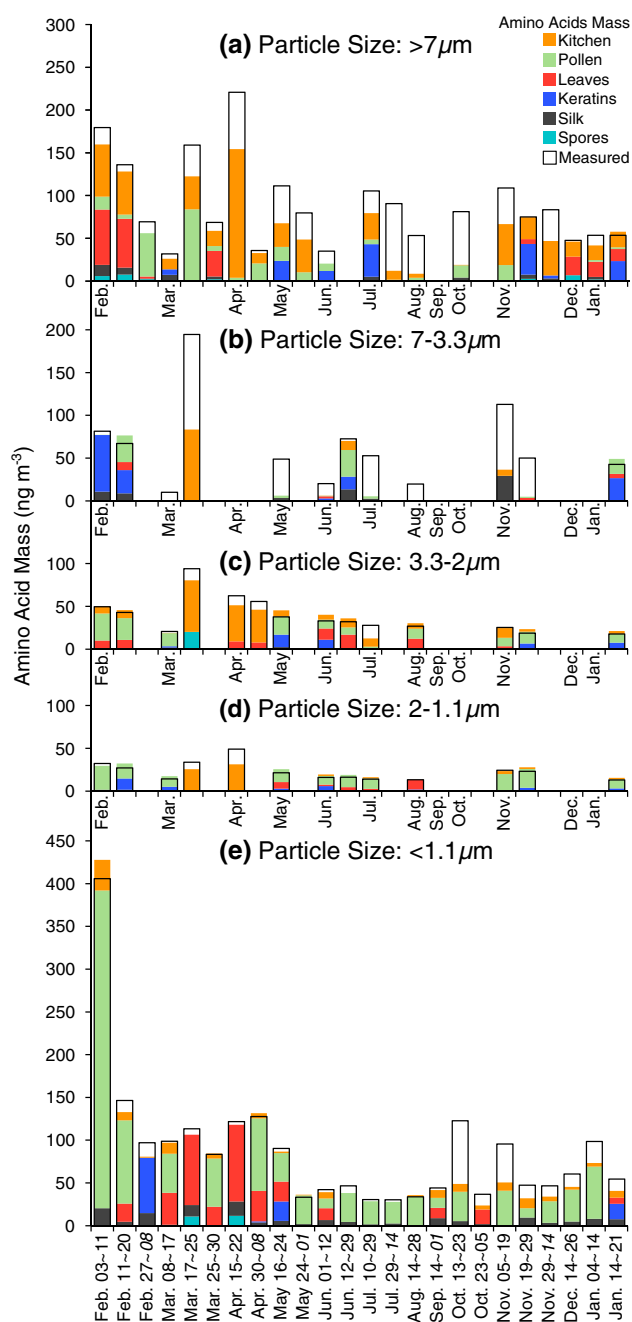 Amino Acids Mass
Kitchen
Pollen
Leaves
Keratins
Silk
Spores
Measured
Amino Acid Mass (ng m-3)
(a) Particle Size: >7μm
300
250
200
150
100
50
0
Feb.
Mar.
Apr.
May
Jun.
Jul.
Aug.
Sep.
Oct.
Nov.
Dec.
Jan.
(b) Particle Size: 7-3.3μm
200
150
100
50
0
Feb.
Mar.
Apr.
May
Jun.
Jul.
Aug.
Sep.
Oct.
Nov.
Dec.
Jan.
(c) Particle Size: 3.3-2μm
100
50
0
Feb.
Mar.
Apr.
May
Jun.
Jul.
Aug.
Sep.
Oct.
Nov.
Dec.
Jan.
(d) Particle Size: 2-1.1μm
100
50
0
Feb.
Mar.
Apr.
May
Jun.
Jul.
Aug.
Sep.
Oct.
Nov.
Dec.
Jan.
(e) Particle Size: <1.1μm
450
400
350
300
250
200
150
100
50
0
Feb. 03~11
Feb. 11~20
Feb. 27~08
Mar. 08~17
Mar. 17~25
Mar. 25~30
Apr. 15~22
Apr. 30~08
May 16~24
May 24~01
Jun. 01~12
Jun. 12~29
Jul. 10~29
Jul. 29~14
Aug. 14~28
Sep. 14~01
Oct. 13~23
Oct. 23~05
Nov. 05~19
Nov. 19~29
Nov. 29~14
Dec. 14~26
Jan. 04~14
Jan. 14~21